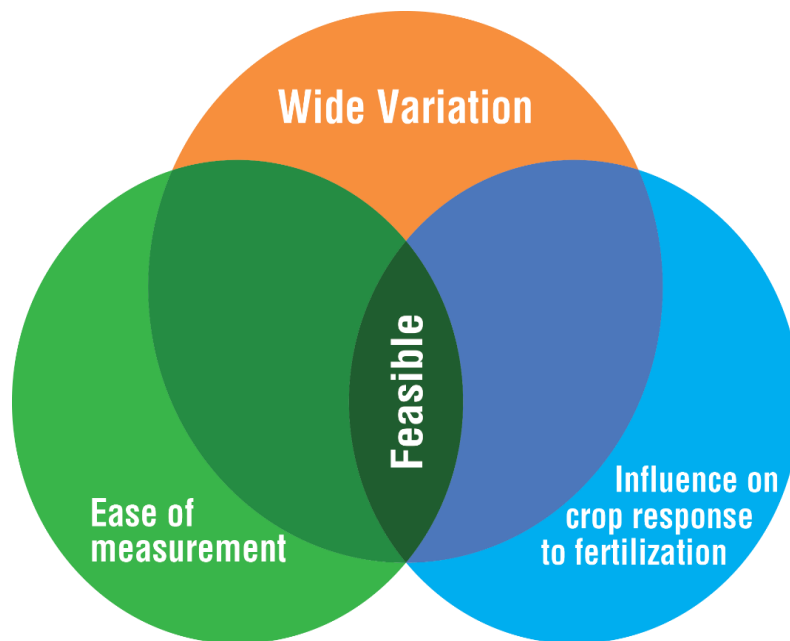 Wide Variation
Feasible
Ease of
measurement
Influence on
crop response
to fertilization